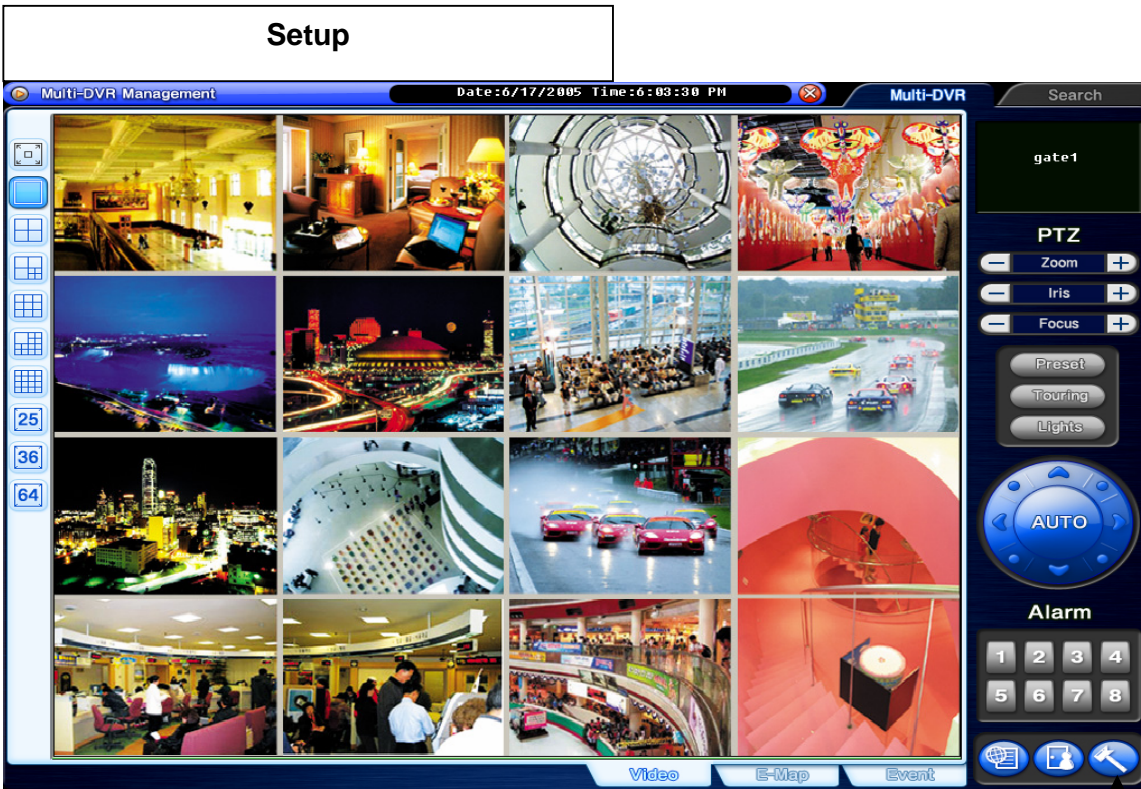 Setup
Multi-DVR Management
Date:6/17/2005 Time:6:03:30 PM
Multi-DVR
Search
gate1
PTZ
Zoom
Iris
Focus
Preset
Touring
Lights
25
36
64
AUTO
Alarm
1 2 3 4
5 6 7 8
Video
E-Map
Event